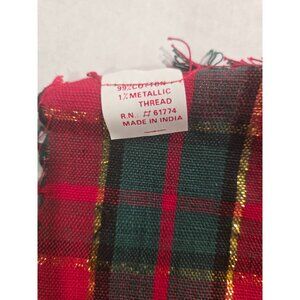 99% COTTON
1% METALLIC
THREAD
R.N. # 61774
MADE IN INDIA